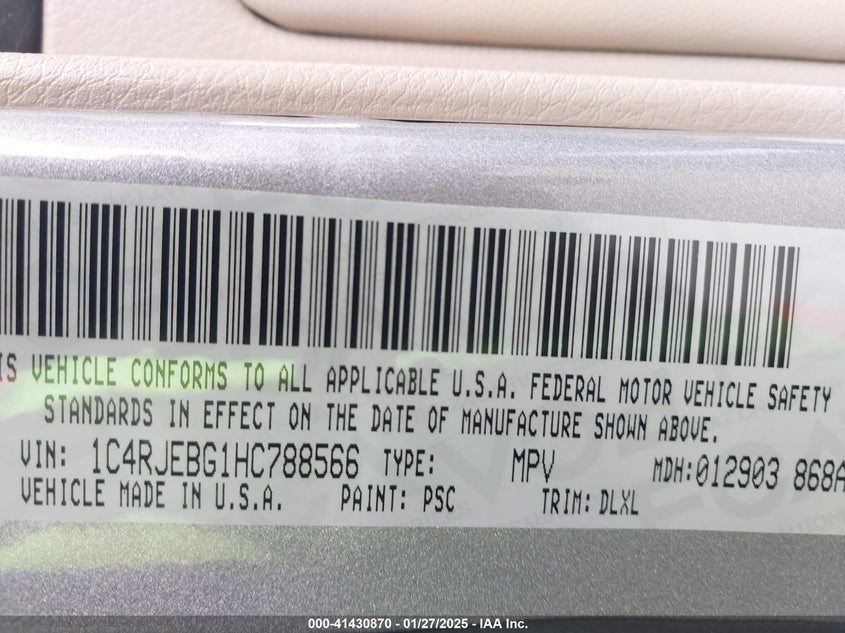 IS VEHICLE CONFORMS TO ALL APPLICABLE U.S.A. FEDERAL MOTOR VEHICLE SAFETY
STANDARDS IN EFFECT ON THE DATE OF MANUFACTURE SHOWN ABOVE.
VIN: 1C4RJEBG1HC788566 TYPE: MPV MDH:012903 868A
VEHICLE MADE IN U.S.A. PAINT: PSC TRIM: DLXL
000-41430870 | 01/27/2025 - IAA Inc.